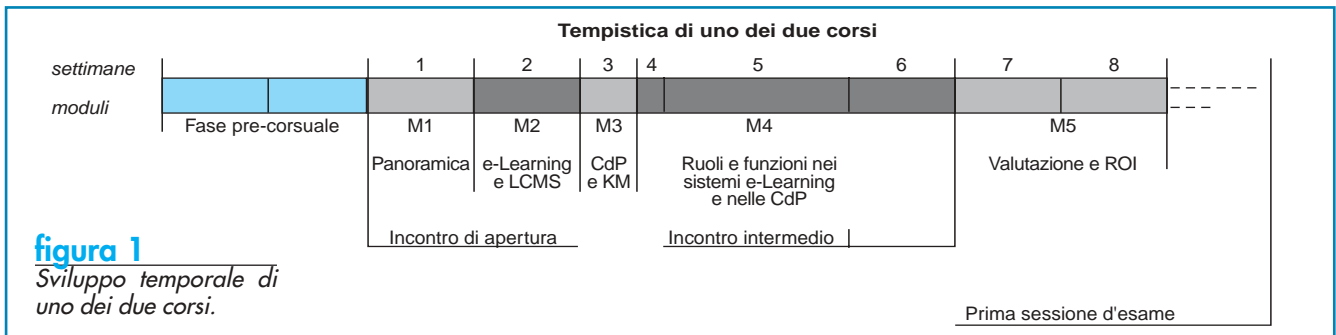 Tempistica di uno dei due corsi
settimane 1 2 3 4 5 6 7 8
moduli
Fase pre-corsuale M1 M2 M3 M4 M5
Panoramica e-Learning CdP Ruoli e funzioni nei Valutazione e ROI
e LCMS e KM sistemi e-Learning
e nelle CdP
Incontro di apertura Incontro intermedio
figura 1
Sviluppo temporale di
uno dei due corsi.
Prima sessione d'esame